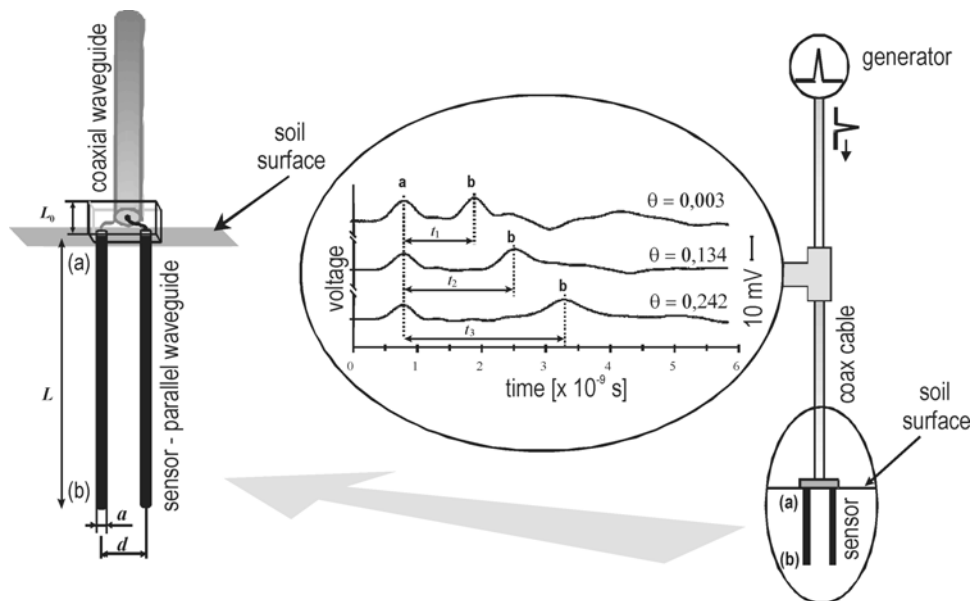 coaxial waveguide
L₀
soil
surface
(a)
L
sensor - parallel waveguide
(b)
a
d
a
b
θ = 0,003
t₁
b
θ = 0,134
t₂
b
θ = 0,242
t₃
voltage
10 mV
0 1 2 3 4 5 6
time [x 10⁻⁹ s]
generator
coax cable
soil
surface
(a)
sensor
(b)